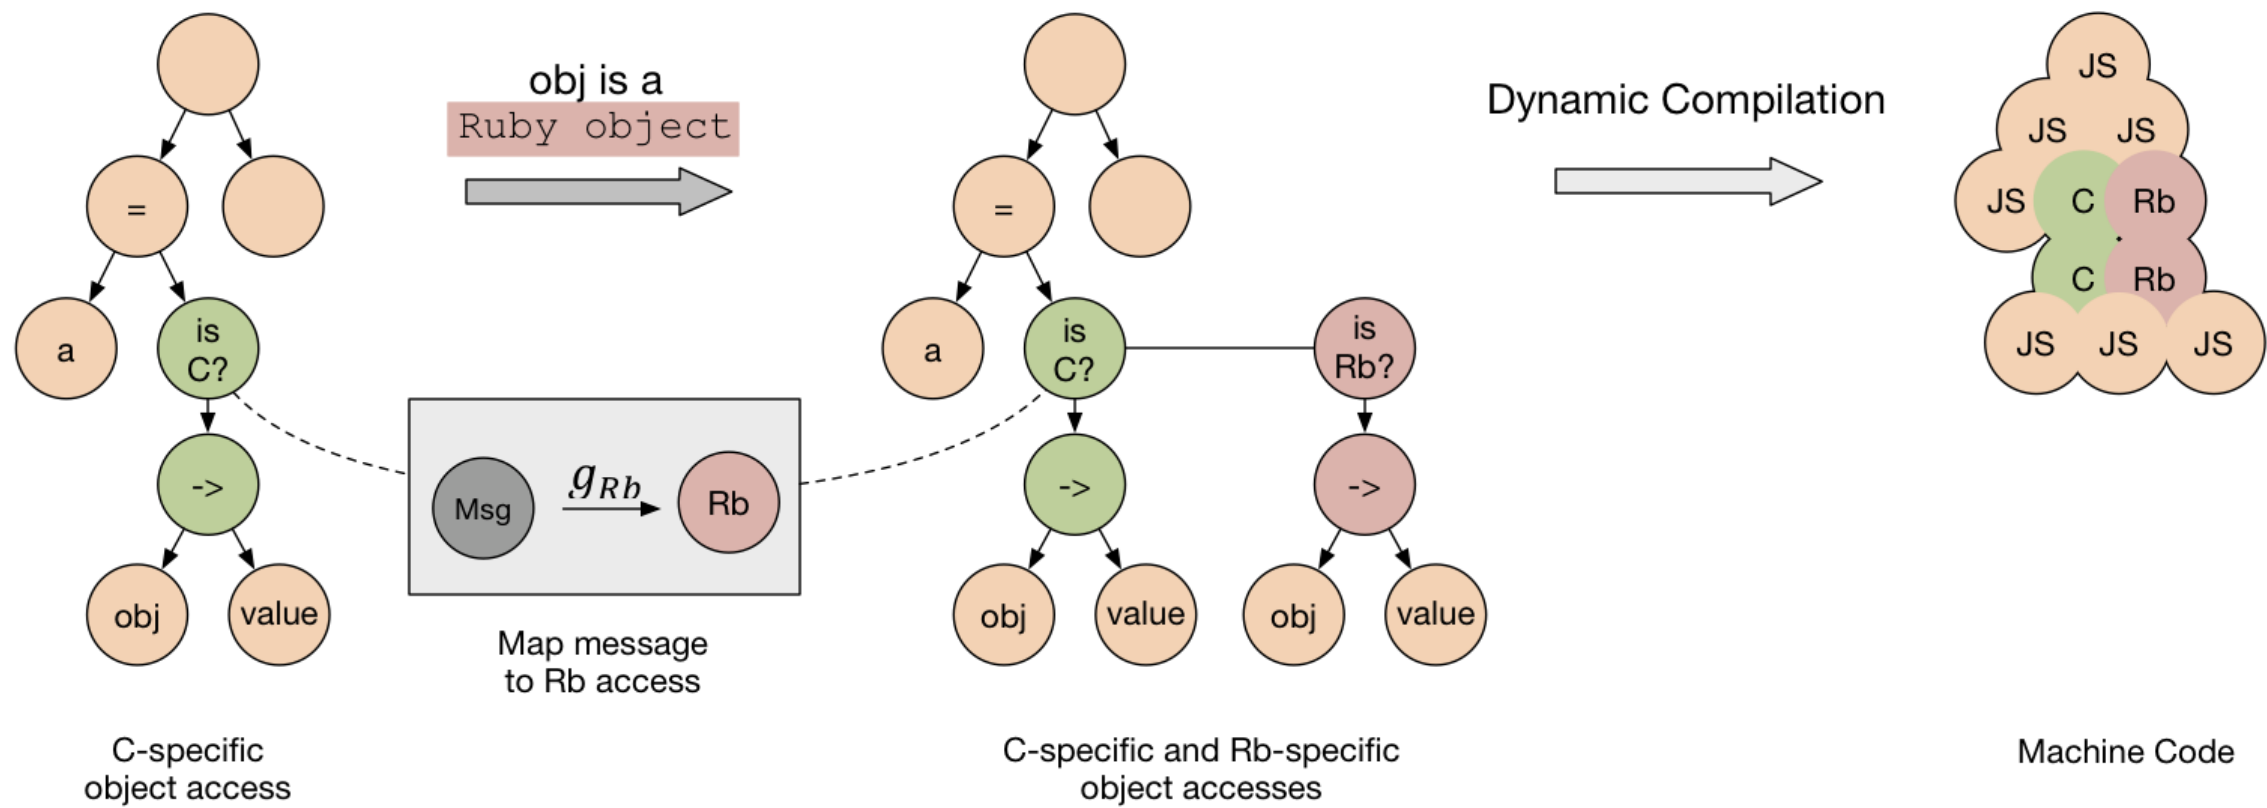 =
a
is
C?
->
obj
value
C-specific
object access
obj is a
Ruby object
Msg
g_Rb
Rb
Map message
to Rb access
=
a
is
C?
is
Rb?
->
->
obj
value
obj
value
C-specific and Rb-specific
object accesses
Dynamic Compilation
JS
JS JS
JS C Rb
C Rb
JS JS JS
Machine Code